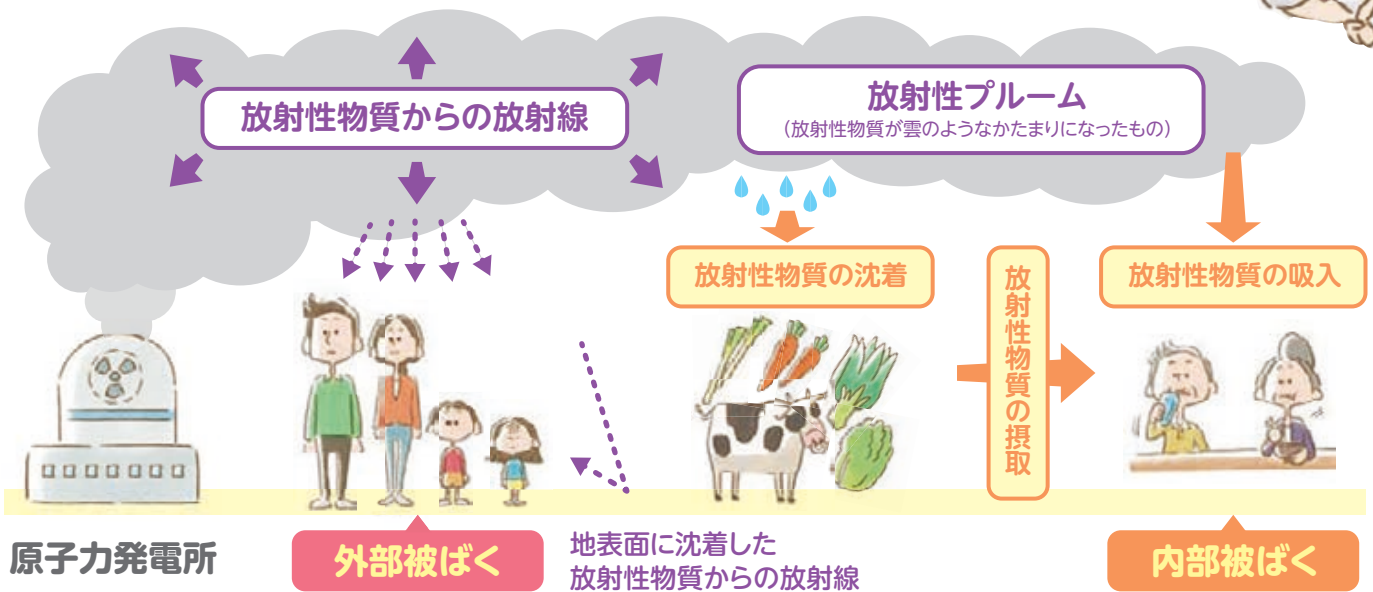 放射性物質からの放射線
放射性プルーム
(放射性物質が雲のようなかたまりになったもの)
放射性物質の沈着
放射性物質の摂取
放射性物質の吸入
原子力発電所
外部被ばく
地表面に沈着した
放射性物質からの放射線
内部被ばく